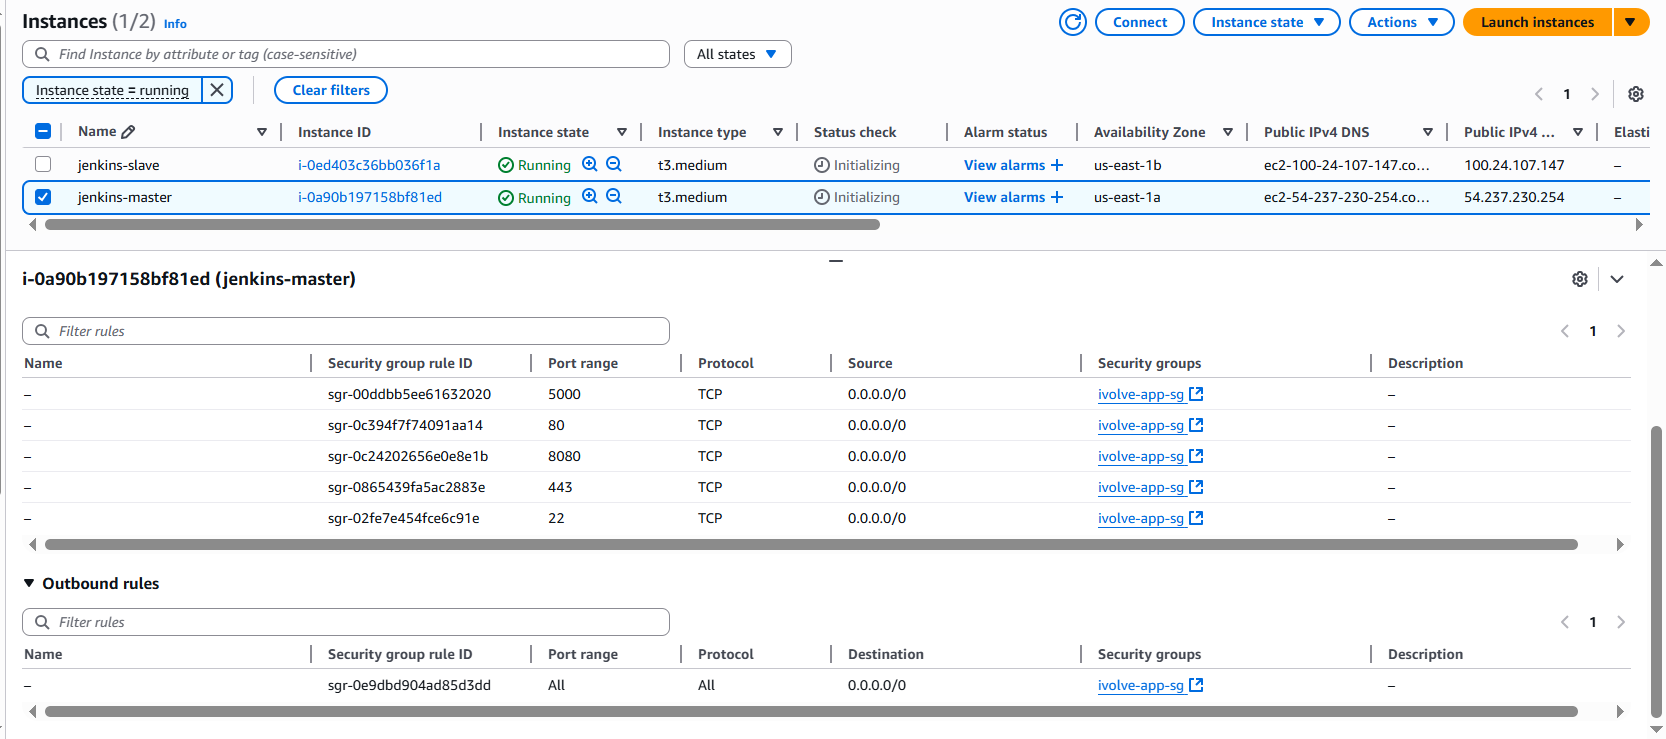 Instances (1/2) Info
Connect Instance state Actions Launch instances
Find Instance by attribute or tag (case-sensitive) All states
Instance state = running Clear filters
1
Name Instance ID Instance state Instance type Status check Alarm status Availability Zone Public IPv4 DNS Public IPv4 ... Elasti
jenkins-slave i-0ed403c36bb036f1a Running t3.medium Initializing View alarms + us-east-1b ec2-100-24-107-147.co... 100.24.107.147 –
jenkins-master i-0a90b197158bf81ed Running t3.medium Initializing View alarms + us-east-1a ec2-54-237-230-254.co... 54.237.230.254 –
i-0a90b197158bf81ed (jenkins-master)
Filter rules 1
Name Security group rule ID Port range Protocol Source Security groups Description
– sgr-00ddbb5ee61632020 5000 TCP 0.0.0.0/0 ivolve-app-sg –
– sgr-0c394f7f74091aa14 80 TCP 0.0.0.0/0 ivolve-app-sg –
– sgr-0c24202656e0e8e1b 8080 TCP 0.0.0.0/0 ivolve-app-sg –
– sgr-0865439fa5ac2883e 443 TCP 0.0.0.0/0 ivolve-app-sg –
– sgr-02fe7e454fce6c91e 22 TCP 0.0.0.0/0 ivolve-app-sg –
Outbound rules
Filter rules 1
Name Security group rule ID Port range Protocol Destination Security groups Description
– sgr-0e9dbd904ad85d3dd All All 0.0.0.0/0 ivolve-app-sg –